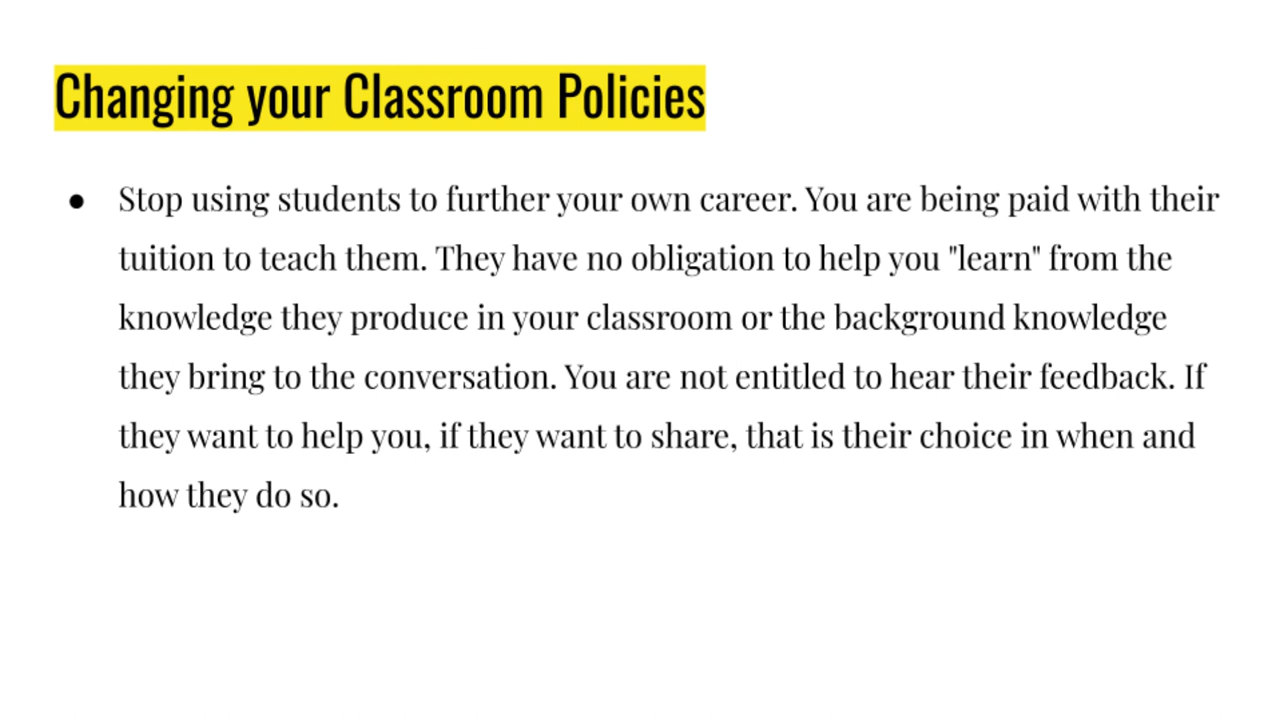 Changing your Classroom Policies
● Stop using students to further your own career. You are being paid with their
tuition to teach them. They have no obligation to help you "learn" from the
knowledge they produce in your classroom or the background knowledge
they bring to the conversation. You are not entitled to hear their feedback. If
they want to help you, if they want to share, that is their choice in when and
how they do so.